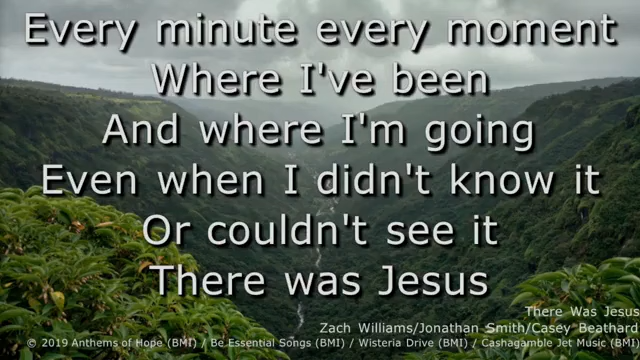 Every minute every moment
Where I've been
And where I'm going
Even when I didn't know it
Or couldn't see it
There was Jesus
There Was Jesus
Zach Williams/Jonathan Smith/Casey Beathard
© 2019 Anthems of Hope (BMI) / Be Essential Songs (BMI) / Wisteria Drive (BMI) / Cashagamble Jet Music (BMI)